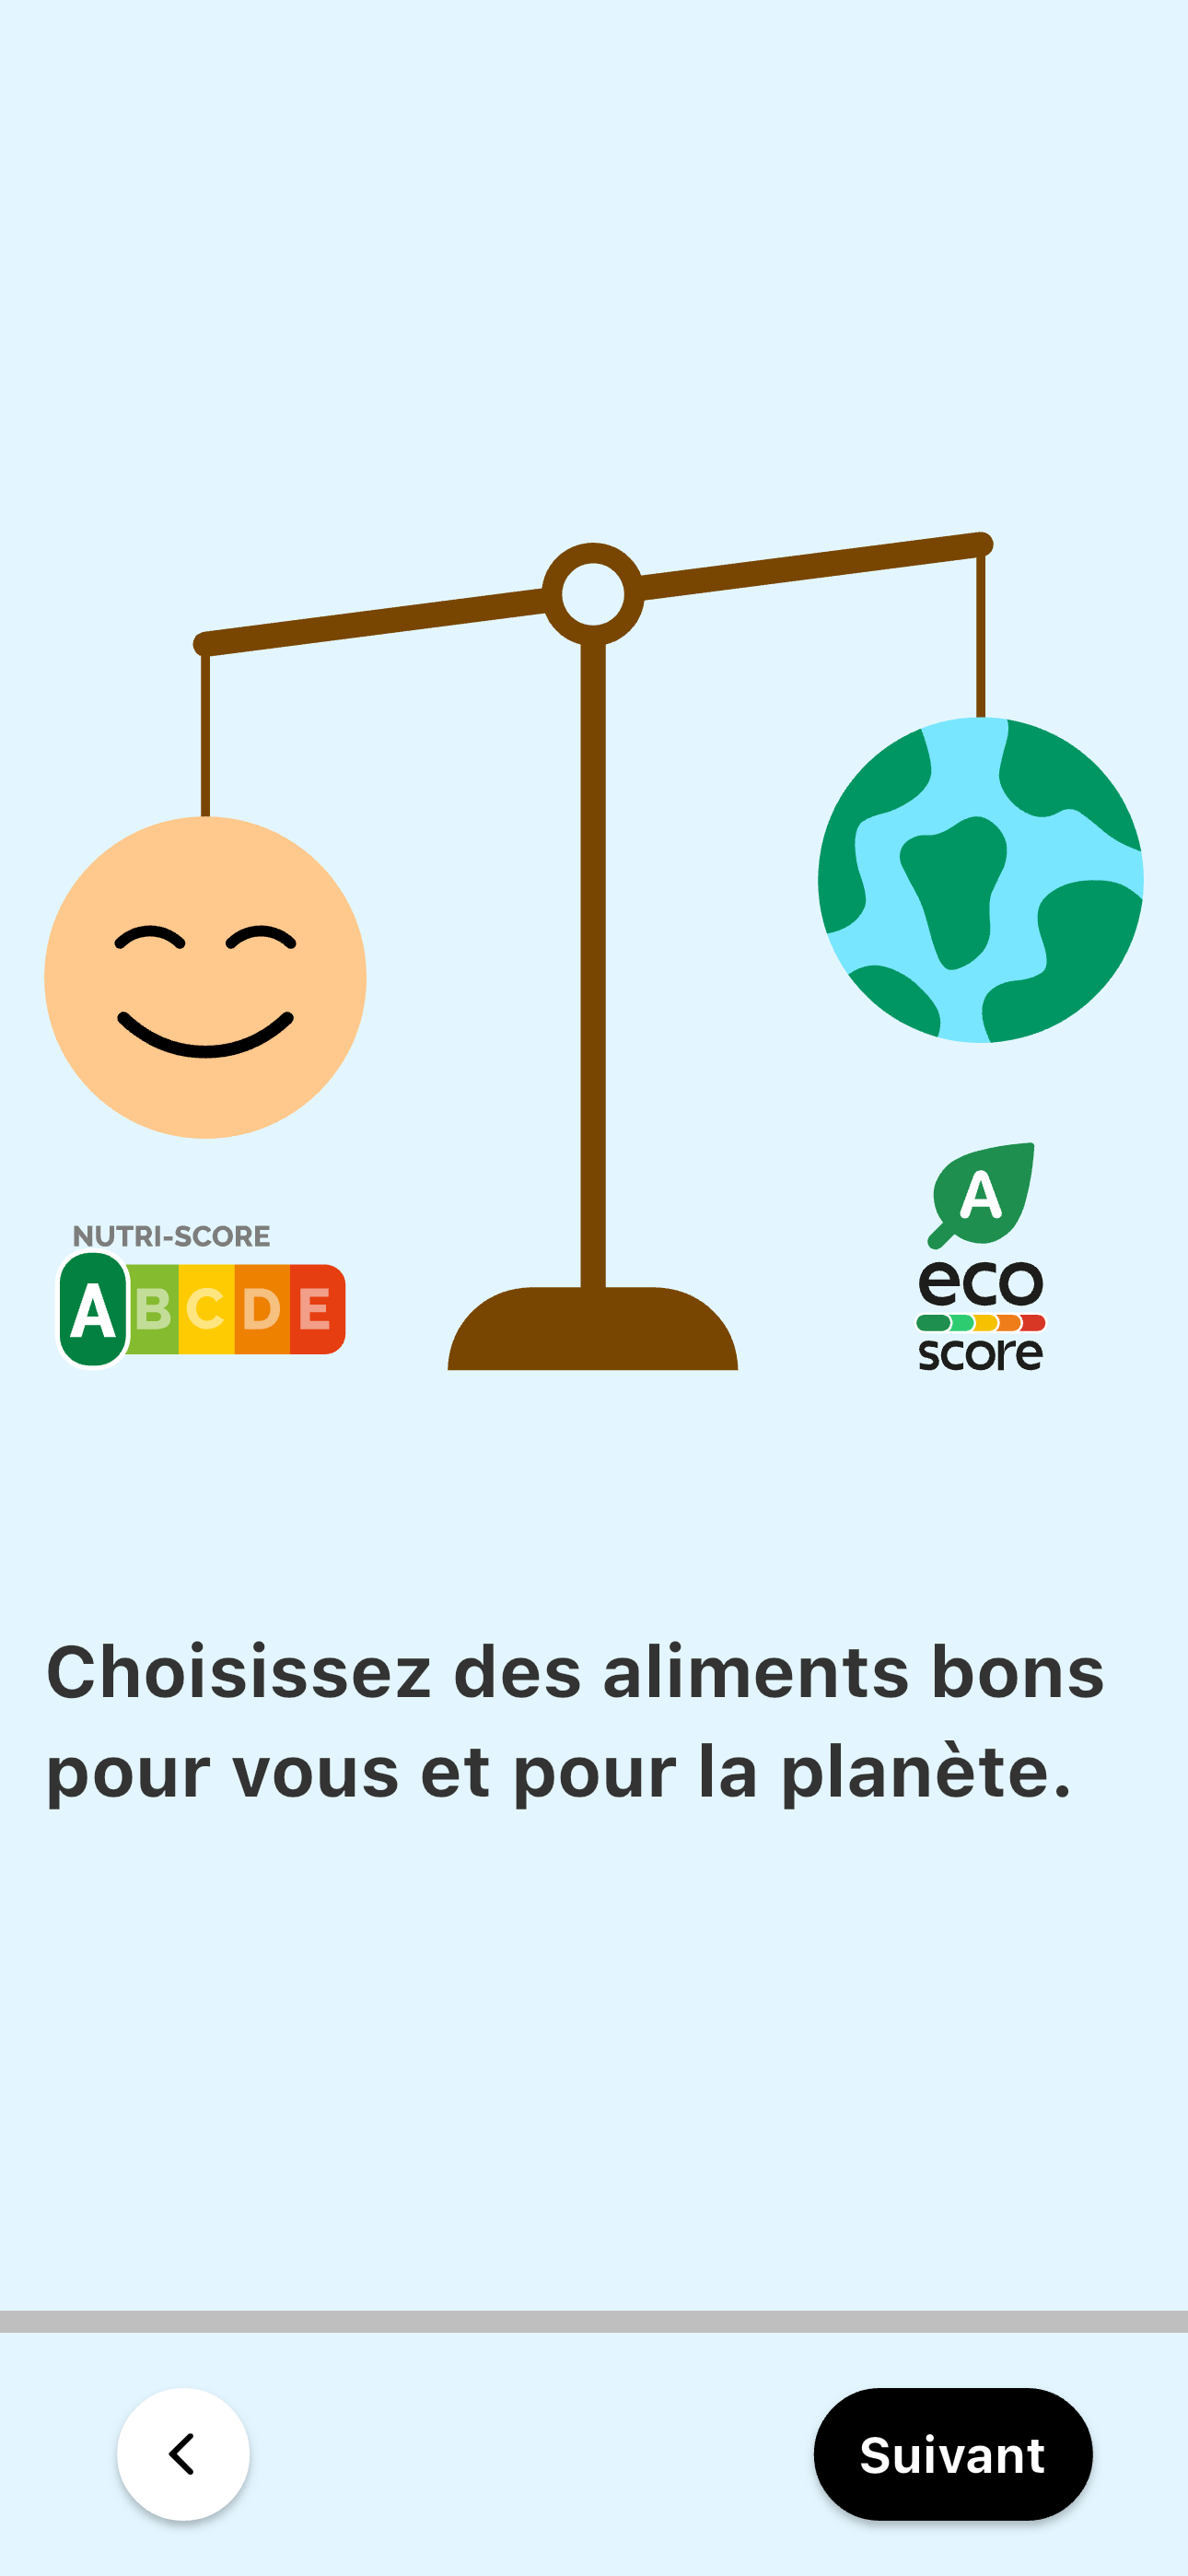 NUTRI-SCORE
A B C D E
A
eco
score
Choisissez des aliments bons
pour vous et pour la planète.
Suivant